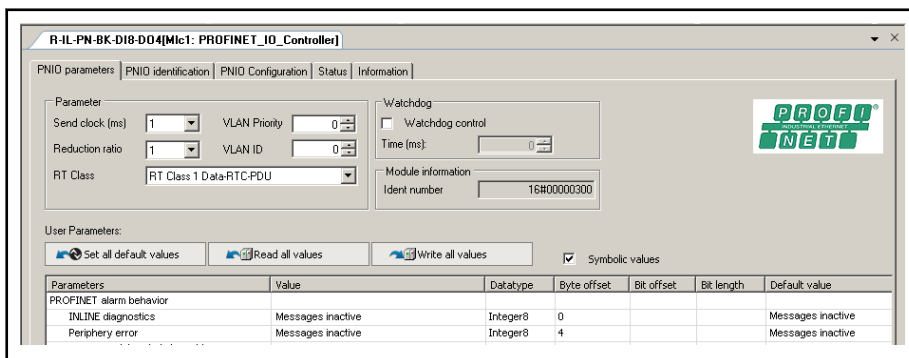 R-IL-PN-BK-DI8-DO4[Mlc1: PROFINET_IO_Controller]
PNIO parameters PNIO identification PNIO Configuration Status Information
Parameter
Send clock (ms) 1 VLAN Priority 0
Reduction ratio 1 VLAN ID 0
RT Class RT Class 1 Data-RTC-PDU
Watchdog
Watchdog control
Time (ms): 0
Module information
Ident number 16#00000300
PROFI®
INDUSTRIAL ETHERNET
NET
User Parameters:
Set all default values Read all values Write all values Symbolic values
Parameters Value Datatype Byte offset Bit offset Bit length Default value
PROFINET alarm behavior
INLINE diagnostics Messages inactive Integer8 0 Messages inactive
Periphery error Messages inactive Integer8 4 Messages inactive